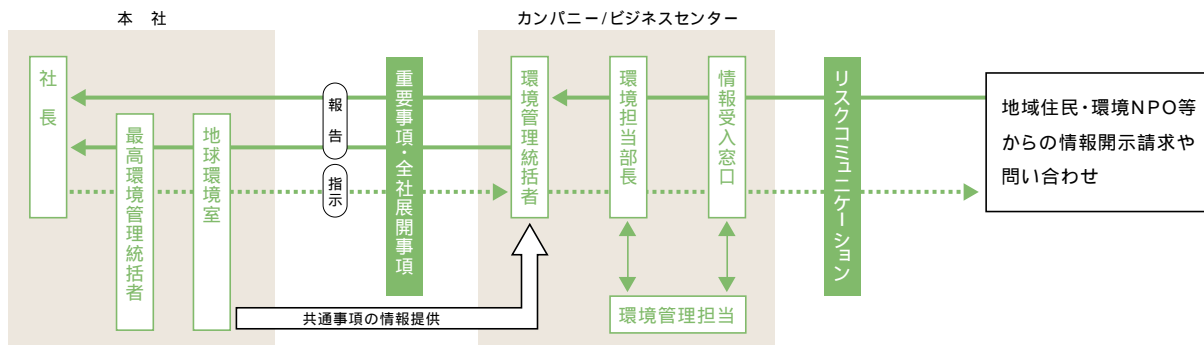 本 社
カンパニー/ビジネスセンター
社長
最高環境管理統括者
地球環境室
報告
指示
重要事項・全社展開事項
環境管理統括者
環境担当部長
情報受入窓口
リスクコミュニケーション
地域住民・環境NPO等
からの情報開示請求や
問い合わせ
共通事項の情報提供
環境管理担当